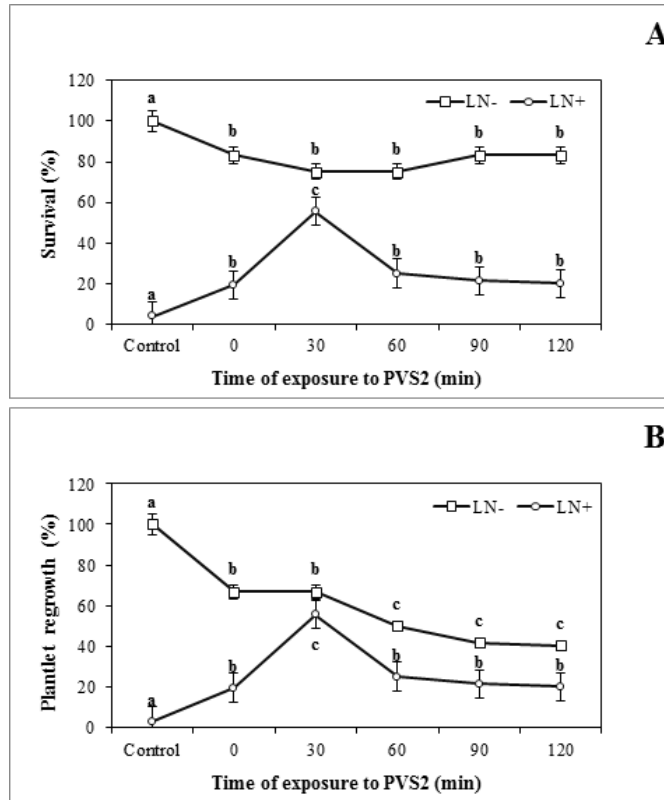 A
120
100
80
60
40
20
0
Survival (%)
LN- LN+
a b b b b b
a b c b b b
Control 0 30 60 90 120
Time of exposure to PVS2 (min)
B
120
100
80
60
40
20
0
Plantlet regrowth (%)
LN- LN+
a b b c c c
a b c b b b
Control 0 30 60 90 120
Time of exposure to PVS2 (min)